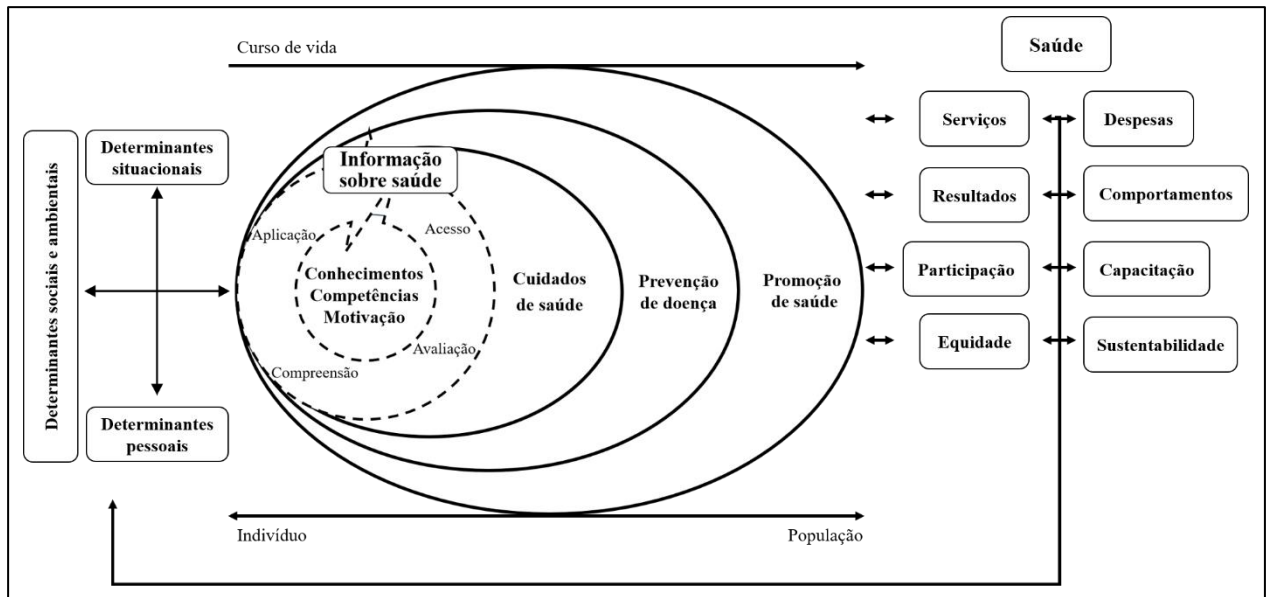 Curso de vida
Saúde
Determinantes sociais e ambientais
Determinantes
situacionais
Determinantes
pessoais
Informação
sobre saúde
Aplicação
Acesso
Conhecimentos
Competências
Motivação
Avaliação
Compreensão
Cuidados
de saúde
Prevenção
de doença
Promoção
de saúde
Serviços
Despesas
Resultados
Comportamentos
Participação
Capacitação
Equidade
Sustentabilidade
Indivíduo
População